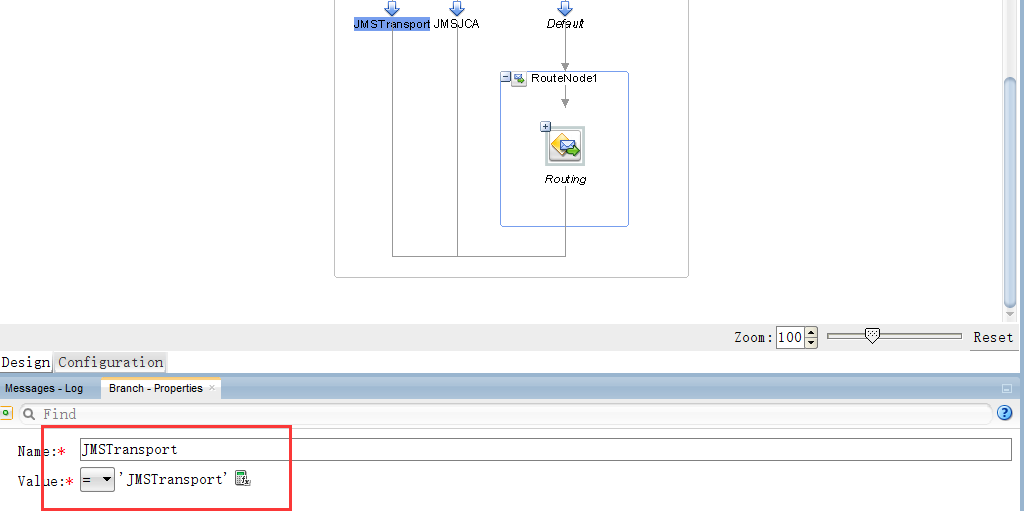 JMSTransport JMSJCA Default
RouteNode1
Routing
Zoom: 100 Reset
Design Configuration
Messages - Log Branch - Properties
Find
Name:* JMSTransport
Value:* = 'JMSTransport'